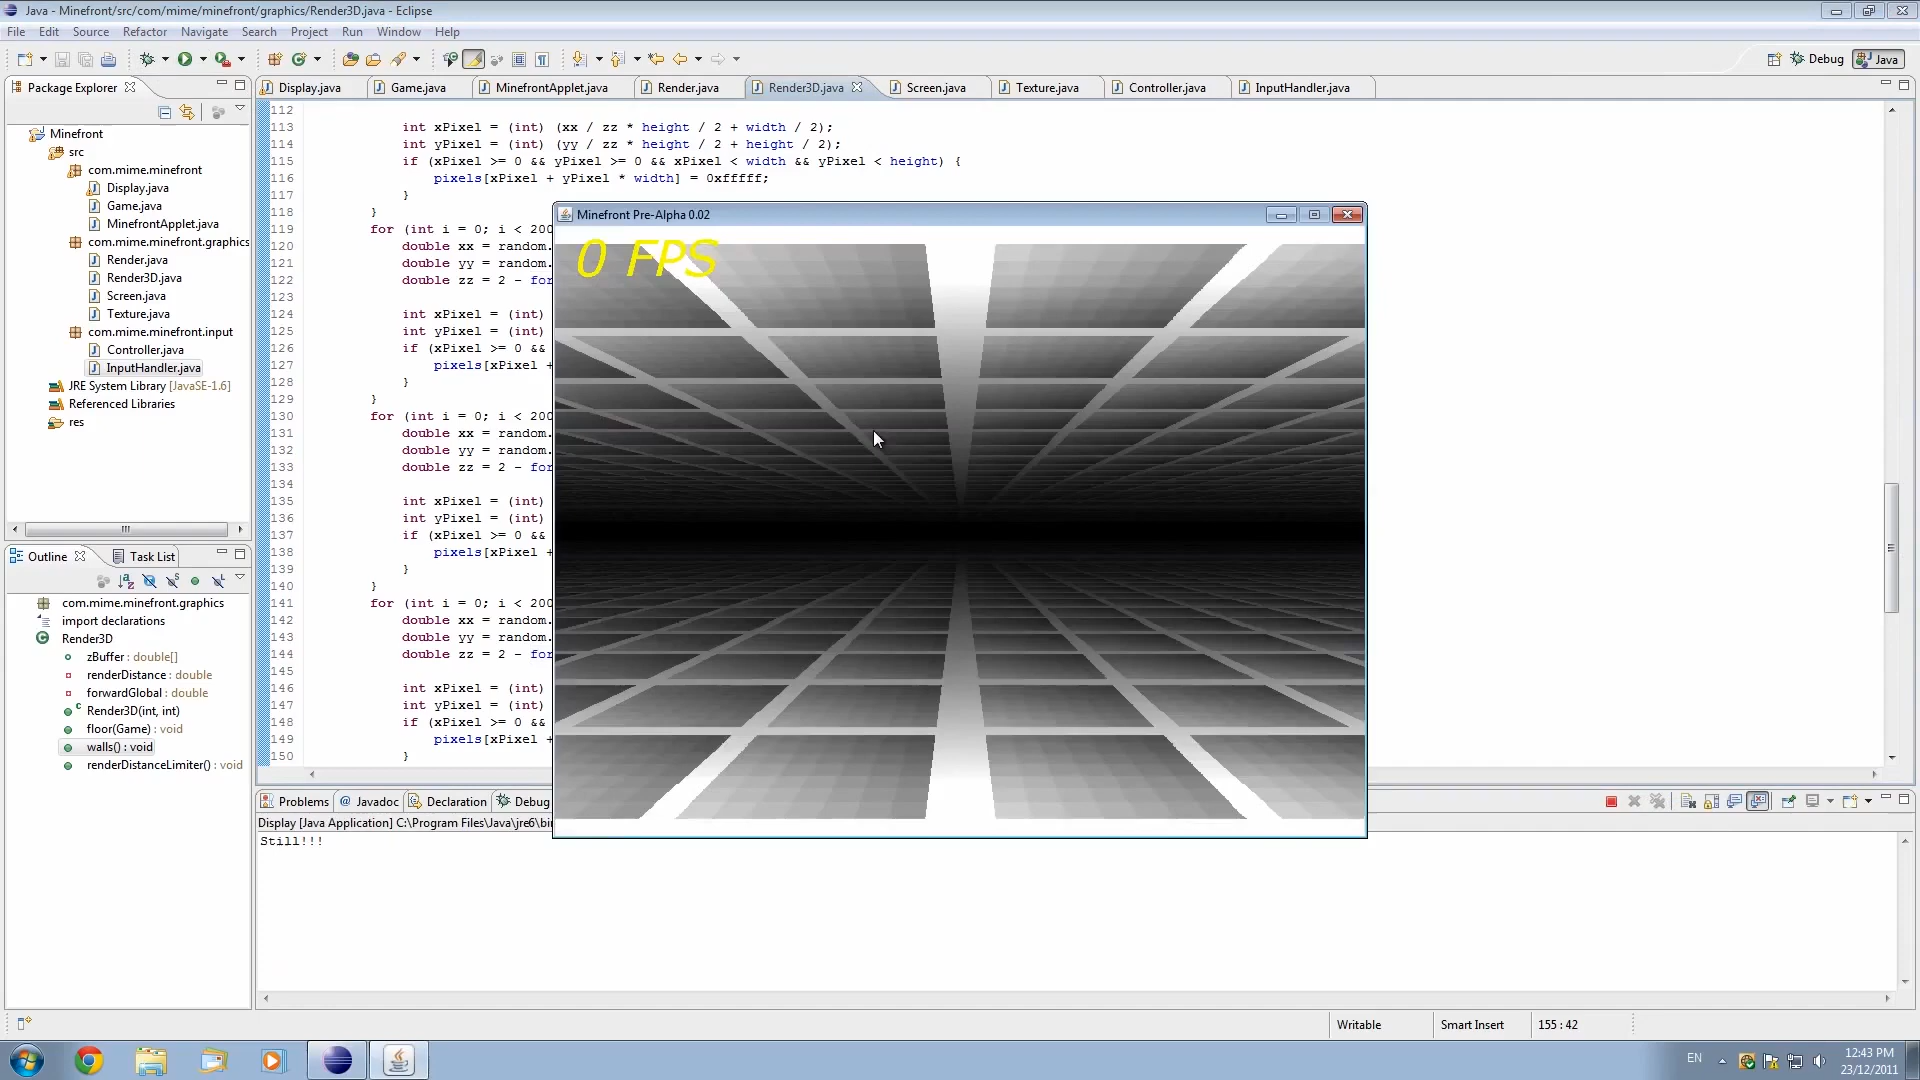 Java - Minefront/src/com/mime/minefront/graphics/Render3D.java - Eclipse
File Edit Source Refactor Navigate Search Project Run Window Help
Debug Java
Package Explorer
Display.java Game.java MinefrontApplet.java Render.java Render3D.java Screen.java Texture.java Controller.java InputHandler.java
Minefront
src
com.mime.minefront
Display.java
Game.java
MinefrontApplet.java
com.mime.minefront.graphics
Render.java
Render3D.java
Screen.java
Texture.java
com.mime.minefront.input
Controller.java
InputHandler.java
JRE System Library [JavaSE-1.6]
Referenced Libraries
res
Outline Task List
com.mime.minefront.graphics
import declarations
Render3D
zBuffer : double[]
renderDistance : double
forwardGlobal : double
Render3D(int, int)
floor(Game) : void
walls() : void
renderDistanceLimiter() : void
112
113 int xPixel = (int) (xx / zz * height / 2 + width / 2);
114 int yPixel = (int) (yy / zz * height / 2 + height / 2);
115 if (xPixel >= 0 && yPixel >= 0 && xPixel < width && yPixel < height) {
116 pixels[xPixel + yPixel * width] = 0xfffff;
117 }
118 }
119 for (int i = 0; i < 200
120 double xx = random.
121 double yy = random.
122 double zz = 2 - for
123
124 int xPixel = (int)
125 int yPixel = (int)
126 if (xPixel >= 0 &&
127 pixels[xPixel +
128 }
129 }
130 for (int i = 0; i < 200
131 double xx = random.
132 double yy = random.
133 double zz = 2 - for
134
135 int xPixel = (int)
136 int yPixel = (int)
137 if (xPixel >= 0 &&
138 pixels[xPixel +
139 }
140 }
141 for (int i = 0; i < 200
142 double xx = random.
143 double yy = random.
144 double zz = 2 - for
145
146 int xPixel = (int)
147 int yPixel = (int)
148 if (xPixel >= 0 &&
149 pixels[xPixel +
150 }
Minefront Pre-Alpha 0.02
0 FPS
Problems Javadoc Declaration Debug
Display [Java Application] C:\Program Files\Java\jre6\bin
Still!!!
Writable Smart Insert 155 : 42
EN 12:43 PM
23/12/2011